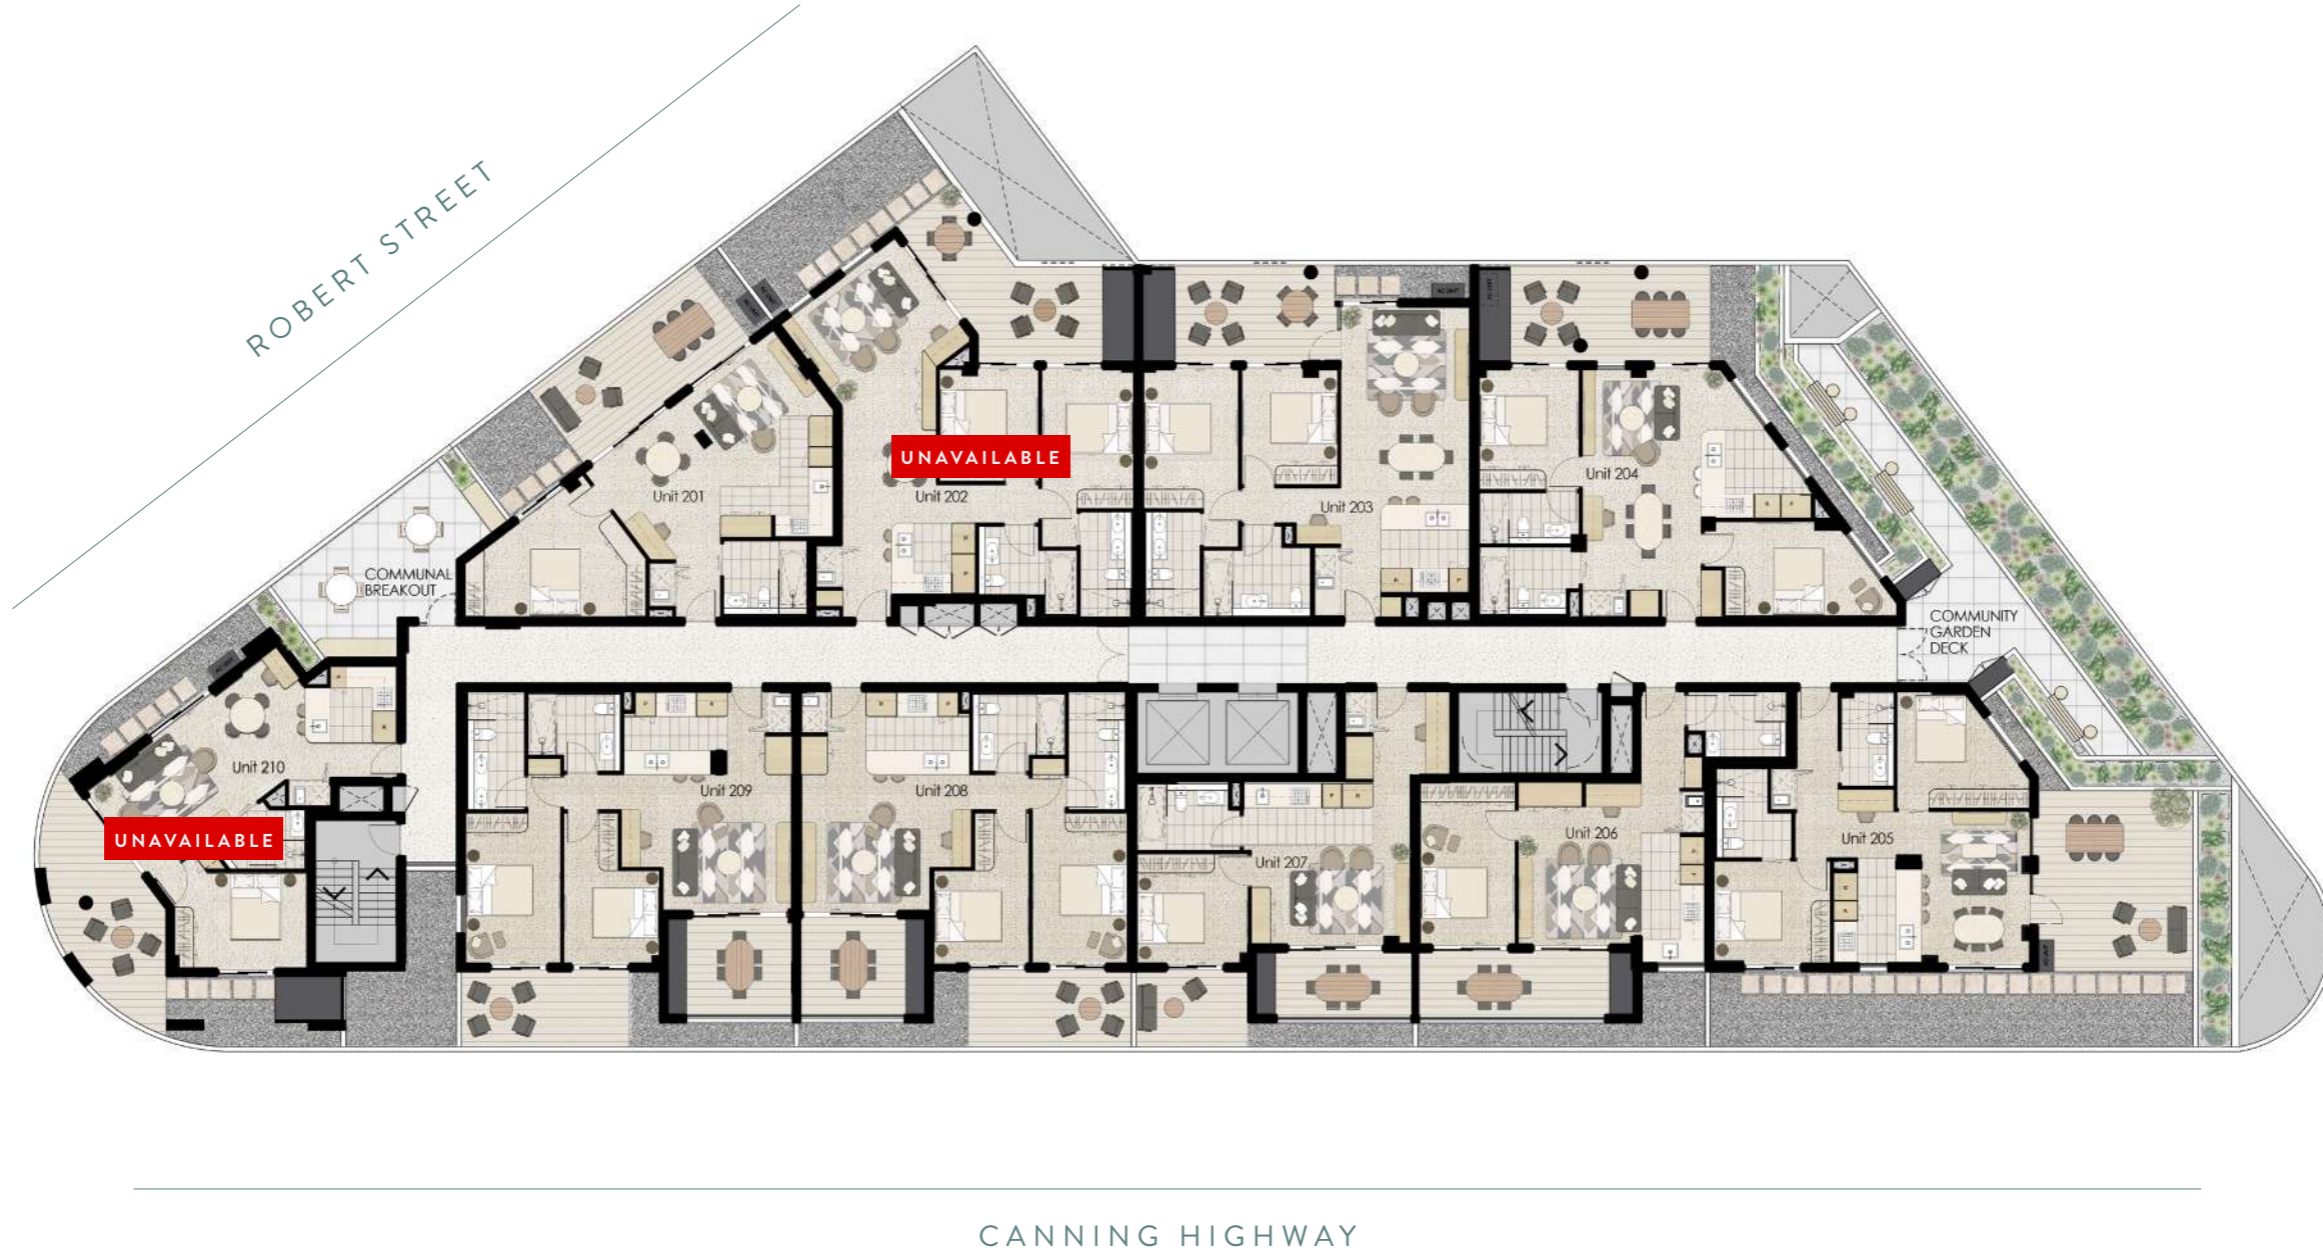 ROBERT STREET
Unit 201
UNAVAILABLE
Unit 202
Unit 203
Unit 204
COMMUNAL
BREAKOUT
COMMUNITY
GARDEN
DECK
Unit 210
UNAVAILABLE
Unit 209
Unit 208
Unit 207
Unit 206
Unit 205
CANNING HIGHWAY